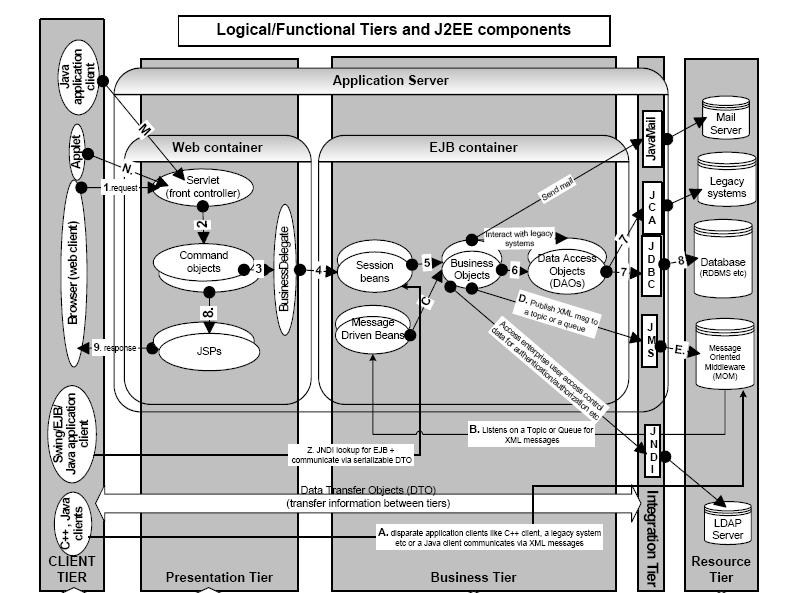 Logical/Functional Tiers and J2EE components
Application Server
Java
application
client
M
Web container
EJB container
JavaMail
Mail
Server
Applet
N.
Servlet
(front controller)
1.request
Send mail
J
C
A
Legacy
systems
2
Browser (web client)
Command
objects
3
BusinessDelegate
4
Session
beans
5
Business
Objects
Interact with legacy
systems
6
Data Access
Objects
(DAOs)
7
7
J
D
B
C
8
Database
(RDBMS etc)
C
D. Publish XML msg to
a topic or a queue
8.
Message
Driven Beans
9. response
JSPs
J
M
S
E.
Message
Oriented
Middleware
(MOM)
Access enterprise user access control
data for authentication/authorization etc
Swing/EJB/
Java application
client
B. Listens on a Topic or Queue for
XML messages
Z. JNDI lookup for EJB +
communicate via serializable DTO
J
N
D
I
Data Transfer Objects (DTO)
(transfer information between tiers)
C++, Java
clients
A. disparate application clients like C++ client, a legacy system
etc or a Java client communicates via XML messages
LDAP
Server
CLIENT
TIER
Presentation Tier
Business Tier
Integration Tier
Resource
Tier